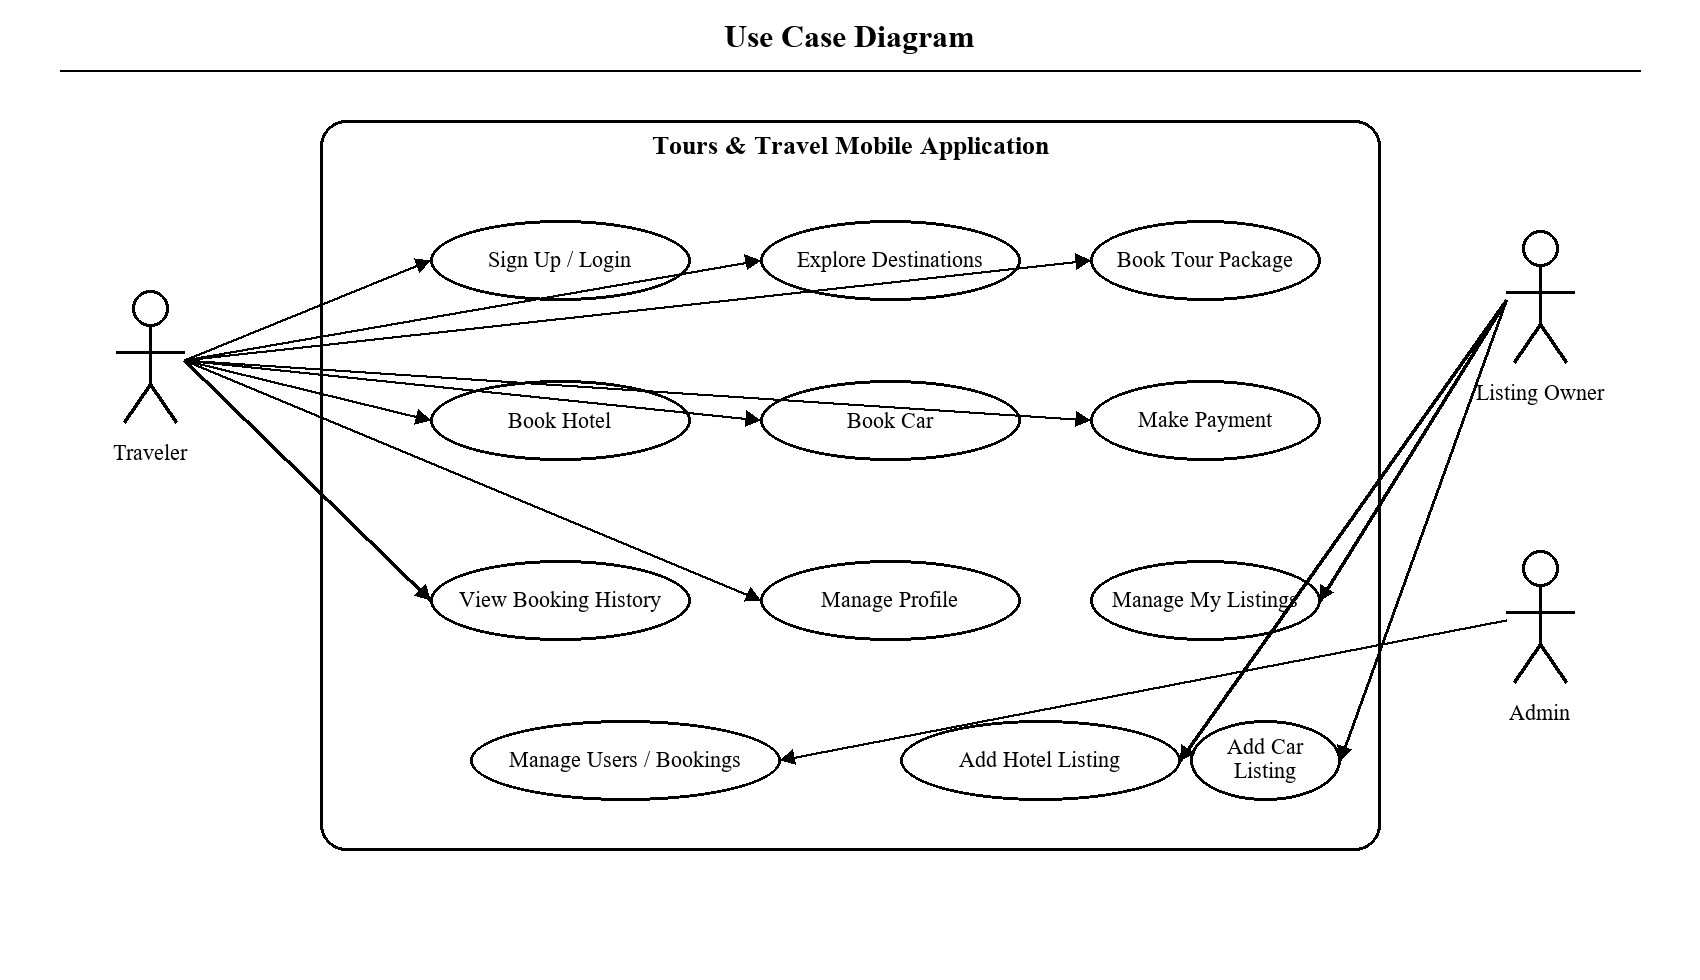 Use Case Diagram
Tours & Travel Mobile Application
Sign Up / Login
Explore Destinations
Book Tour Package
Traveler
Book Hotel
Book Car
Make Payment
Listing Owner
View Booking History
Manage Profile
Manage My Listings
Admin
Manage Users / Bookings
Add Hotel Listing
Add Car
Listing